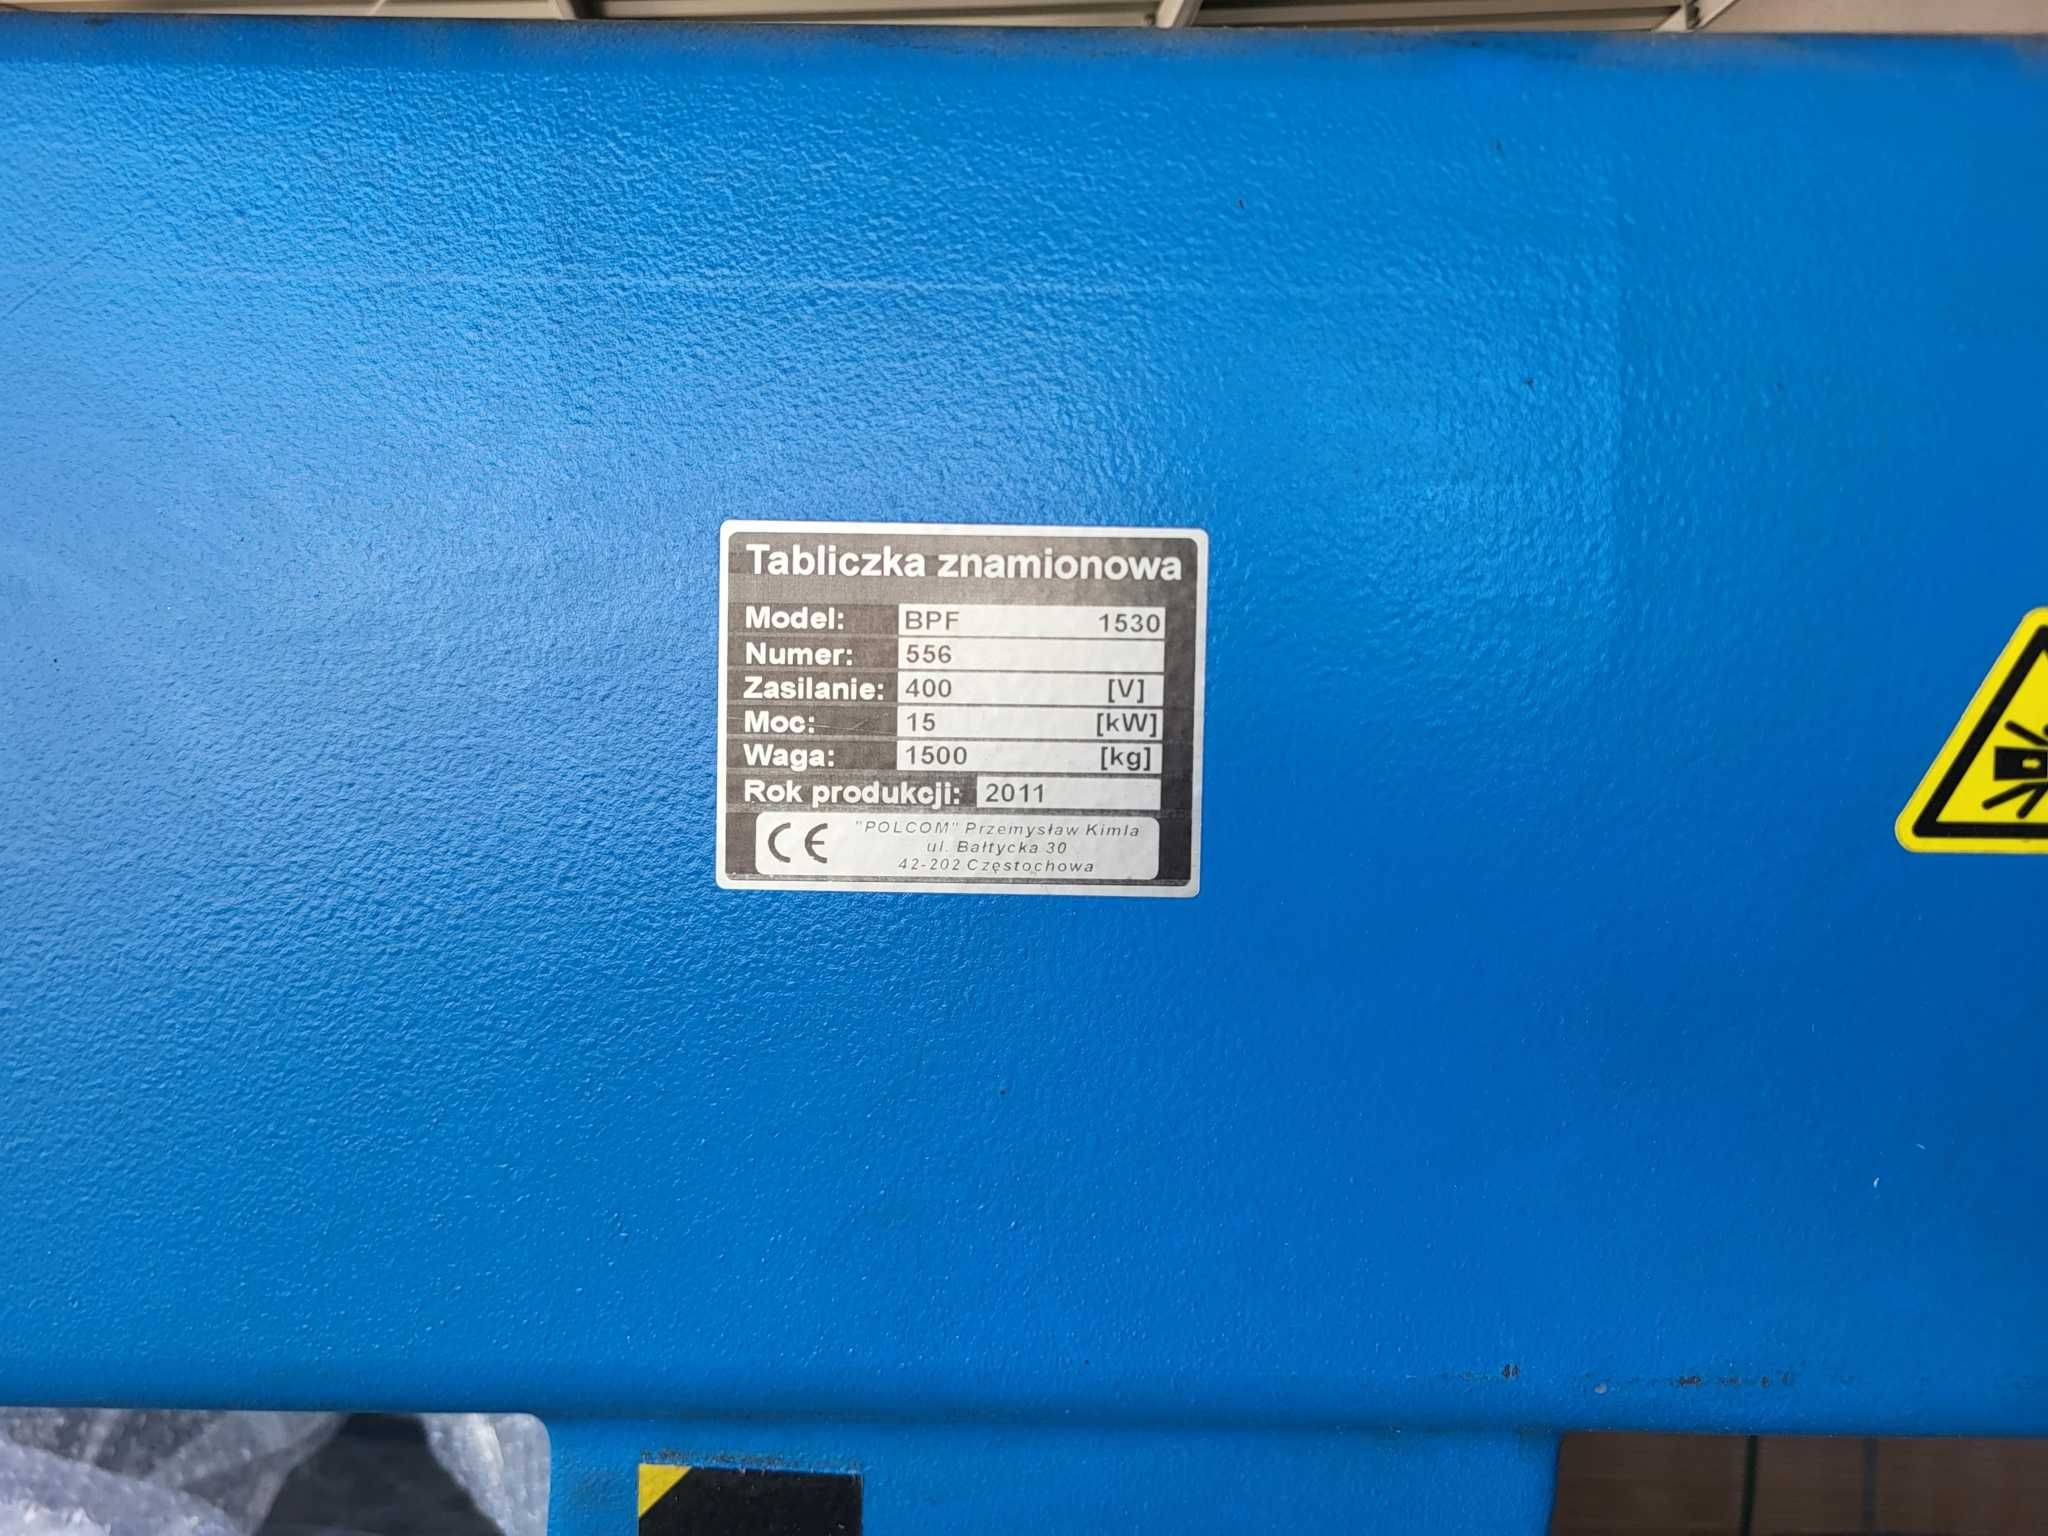 Tabliczka znamionowa
Model: BPF 1530
Numer: 556
Zasilanie: 400 [V]
Moc: 15 [kW]
Waga: 1500 [kg]
Rok produkcji: 2011
CE "POLCOM" Przemysław Kimla
ul. Bałtycka 30
42-202 Częstochowa